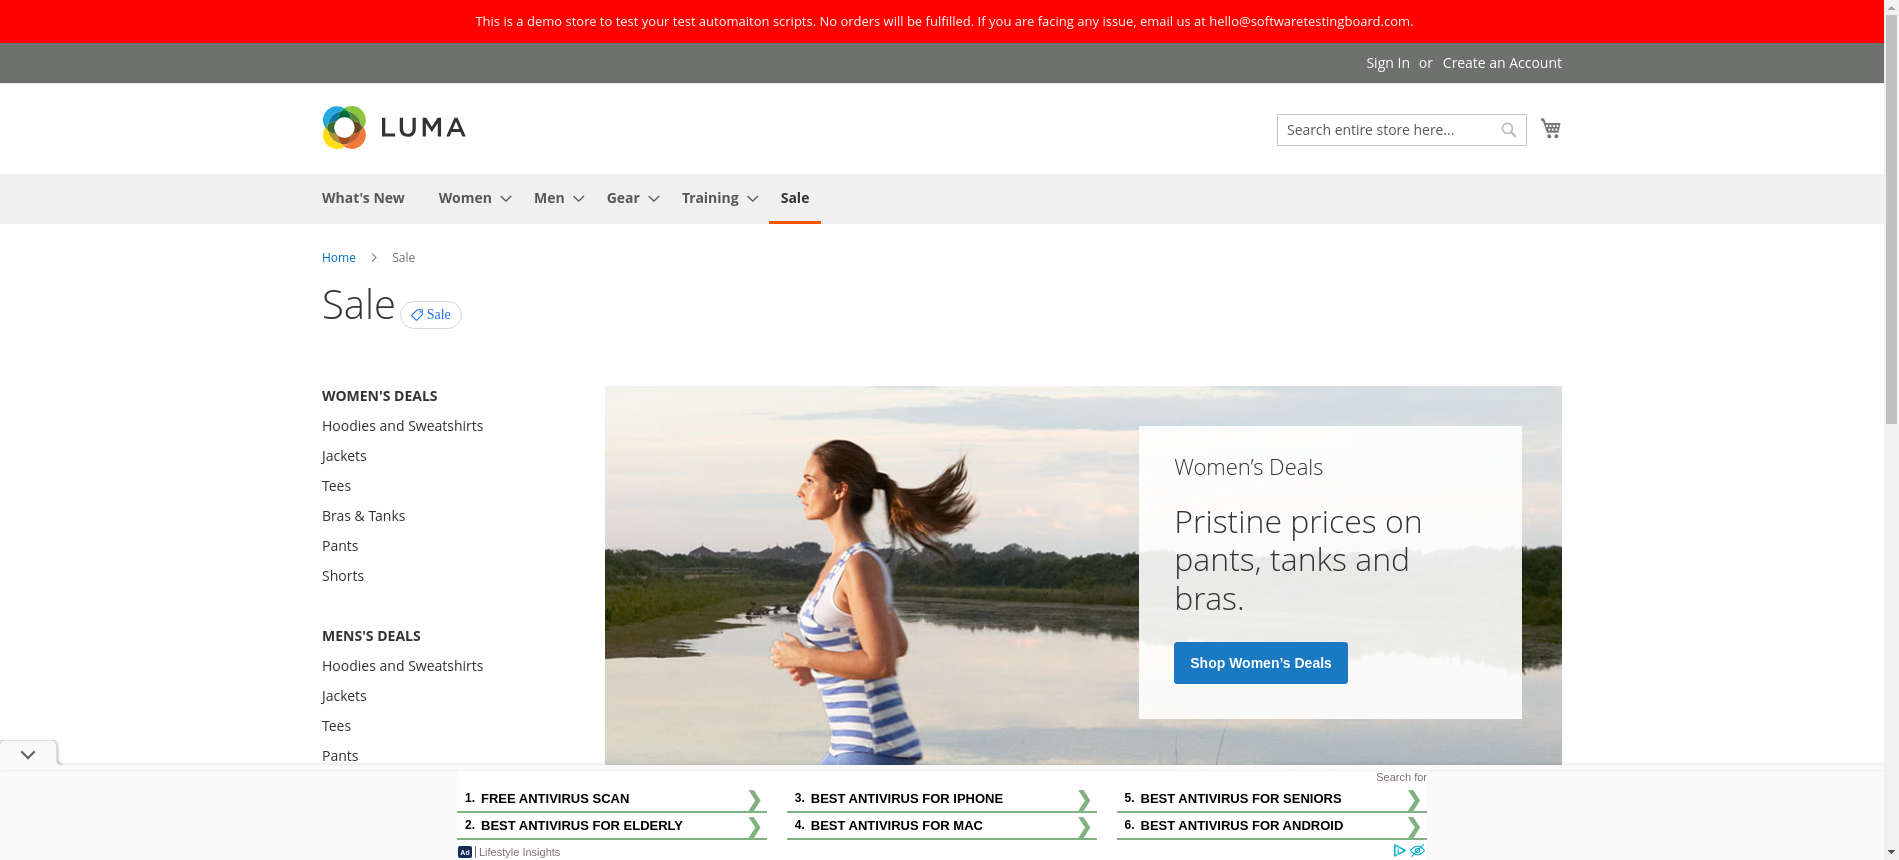 This is a demo store to test your test automaiton scripts. No orders will be fulfilled. If you are facing any issue, email us at hello@softwaretestingboard.com.
Sign In or Create an Account
LUMA
Search entire store here...
What's New Women Men Gear Training Sale
Home Sale
Sale Sale
WOMEN'S DEALS
Hoodies and Sweatshirts
Jackets
Tees
Bras & Tanks
Pants
Shorts
MENS'S DEALS
Hoodies and Sweatshirts
Jackets
Tees
Pants
Women’s Deals
Pristine prices on
pants, tanks and
bras.
Shop Women’s Deals
Search for
1. FREE ANTIVIRUS SCAN
2. BEST ANTIVIRUS FOR ELDERLY
3. BEST ANTIVIRUS FOR IPHONE
4. BEST ANTIVIRUS FOR MAC
5. BEST ANTIVIRUS FOR SENIORS
6. BEST ANTIVIRUS FOR ANDROID
Ad | Lifestyle Insights